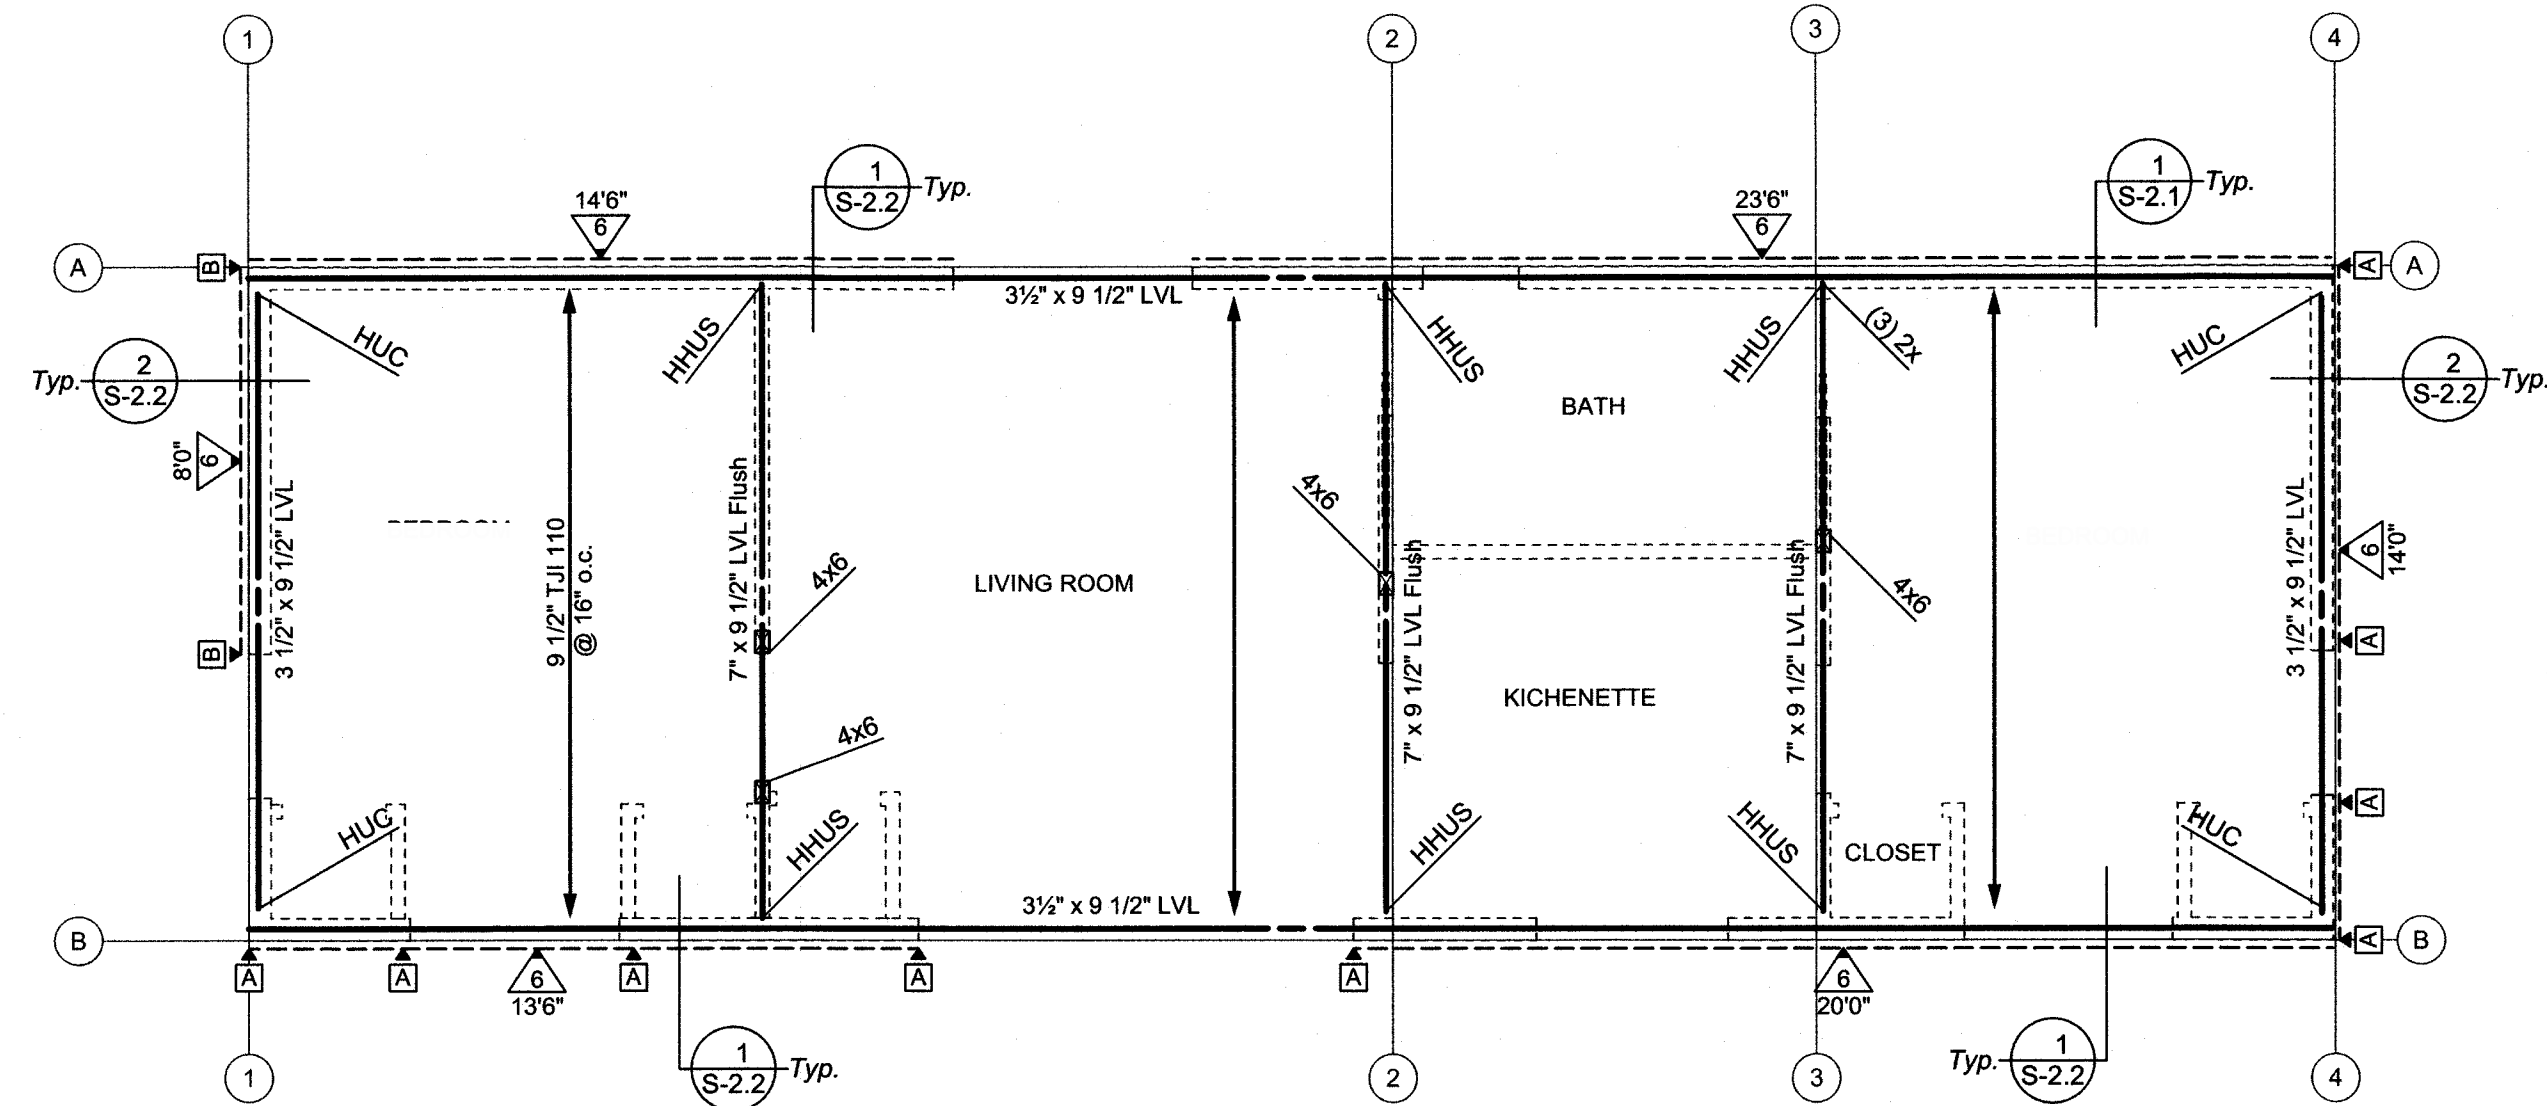 1
2
3
4
1
S-2.2
Typ.
1
S-2.1
Typ.
14'6"
6
23'6"
6
A
B
A
A
3½" x 9 1/2" LVL
HUC
HHUS
HHUS
HHUS
(3) 2x
HUC
Typ.
2
S-2.2
2
S-2.2
Typ.
BATH
8'0"
6
3 1/2" x 9 1/2" LVL
9 1/2" TJI 110
@ 16" o.c.
7" x 9 1/2" LVL Flush
4x6
LIVING ROOM
4x6
7" x 9 1/2" LVL Flush
7" x 9 1/2" LVL Flush
4x6
BEDROOM
3 1/2" x 9 1/2" LVL
6
14'0"
B
A
KICHENETTE
4x6
HUC
HHUS
HHUS
HHUS
CLOSET
HUC
A
3½" x 9 1/2" LVL
B
A
B
A
A
A
A
A
6
13'6"
6
20'0"
1
S-2.2
Typ.
Typ.
1
S-2.2
1
2
3
4